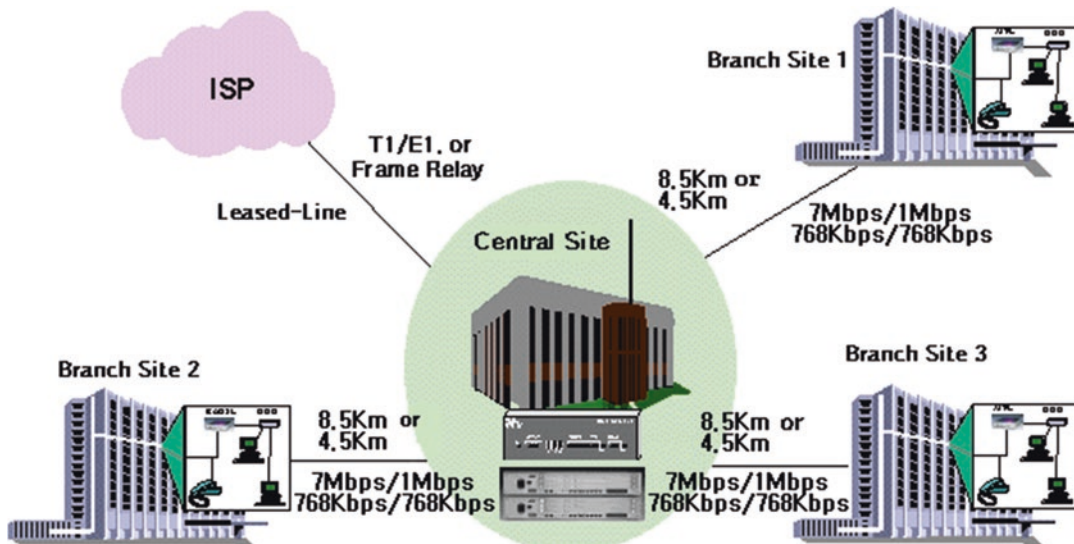 ISP
T1/E1, or
Frame Relay
Leased-Line
Branch Site 1
8.5Km or
4.5Km
7Mbps/1Mbps
768Kbps/768Kbps
Central Site
Branch Site 2
8.5Km or
4.5Km
7Mbps/1Mbps
768Kbps/768Kbps
Branch Site 3
8.5Km or
4.5Km
7Mbps/1Mbps
768Kbps/768Kbps